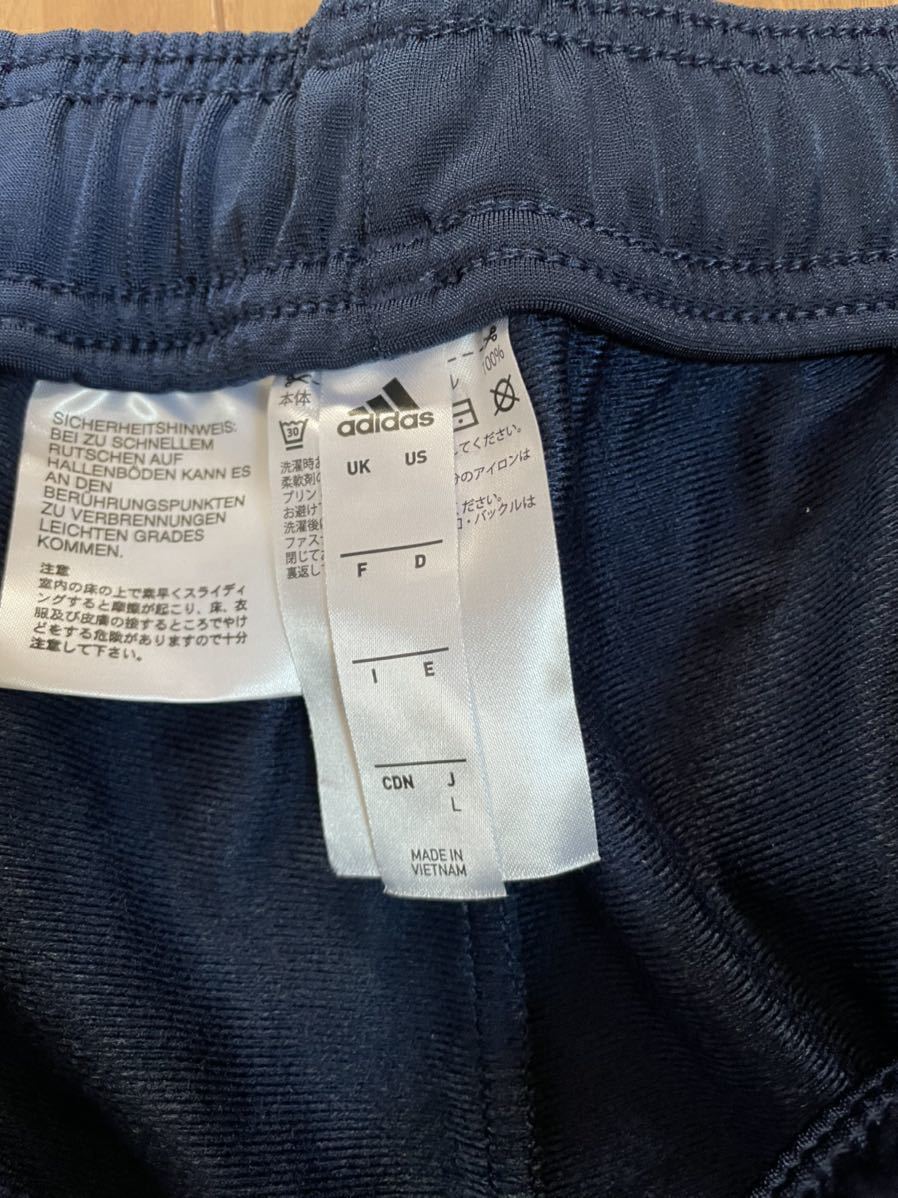 SICHERHEITSHINWEIS:
BEI ZU SCHNELLEM
RUTSCHEN AUF
HALLENBÖDEN KANN ES
AN DEN
BERÜHRUNGSPUNKTEN
ZU VERBRENNUNGEN
LEICHTEN GRADES
KOMMEN.
注意
室内の床の上で素早くスライディ
ングすると摩擦が起こり、床、衣
服及び皮膚の接するところでやけ
どをする危険がありますので十分
注意して下さい。
本体
30
洗濯時
柔軟剤の
プリン
お避け
洗濯後
ファス
閉じて
裏返し
adidas
UK US
F D
I E
CDN J
L
MADE IN
VIETNAM
レ 100%
てください。
のアイロンは
ください。
・バックルは